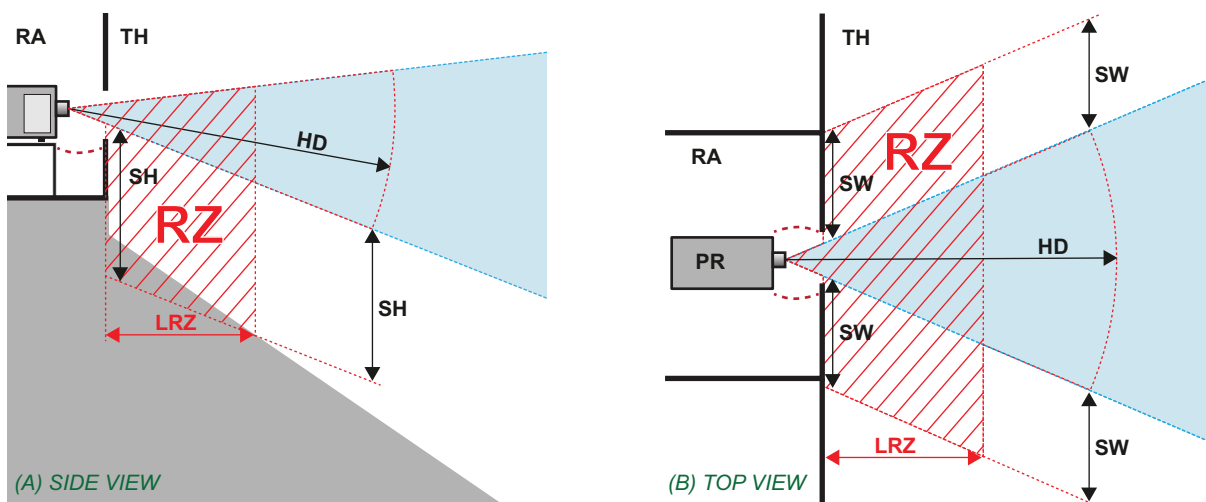 RA TH
HD
SH
RZ
SH
LRZ
(A) SIDE VIEW
TH
SW
RZ
RA
SW
PR
HD
SW
LRZ
SW
(B) TOP VIEW